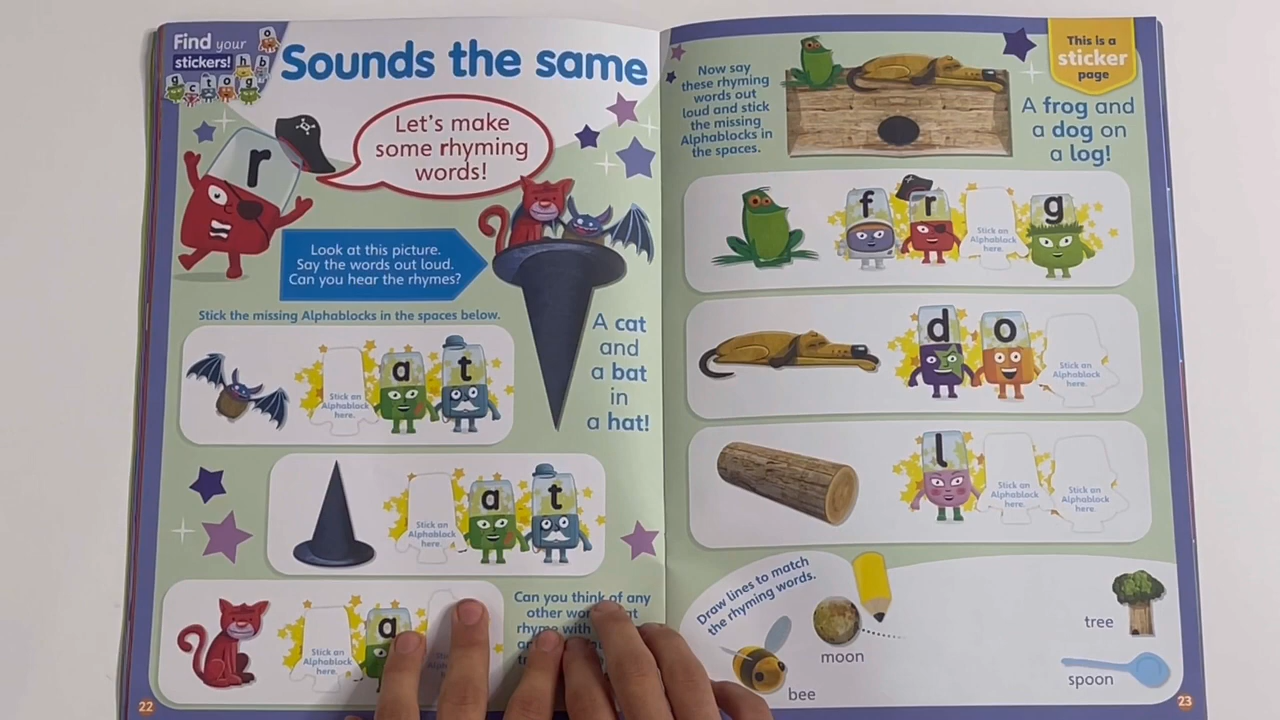 Find your
stickers!
Sounds the same
r
Let's make
some rhyming
words!
Look at this picture.
Say the words out loud.
Can you hear the rhymes?
Stick the missing Alphablocks in the spaces below.
A cat
and
a bat
in
a hat!
Stick an
Alphablock
here.
a t
Stick an
Alphablock
here.
a t
Stick an
Alphablock
here.
a
Can you think of any
other
rhyme with
22
Now say
these rhyming
words out
loud and stick
the missing
Alphablocks in
the spaces.
This is a
sticker
page
A frog and
a dog on
a log!
f r
Stick an
Alphablock
here.
g
d o
Stick an
Alphablock
here.
l
Stick an
Alphablock
here.
Stick an
Alphablock
here.
Draw lines to match
the rhyming words.
moon
bee
tree
spoon
23